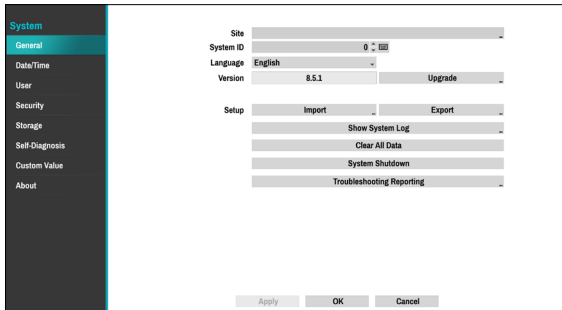 System
General
Date/Time
User
Security
Storage
Self-Diagnosis
Custom Value
About
Site
System ID 0
Language English
Version 8.5.1 Upgrade
Setup Import Export
Show System Log
Clear All Data
System Shutdown
Troubleshooting Reporting
Apply OK Cancel